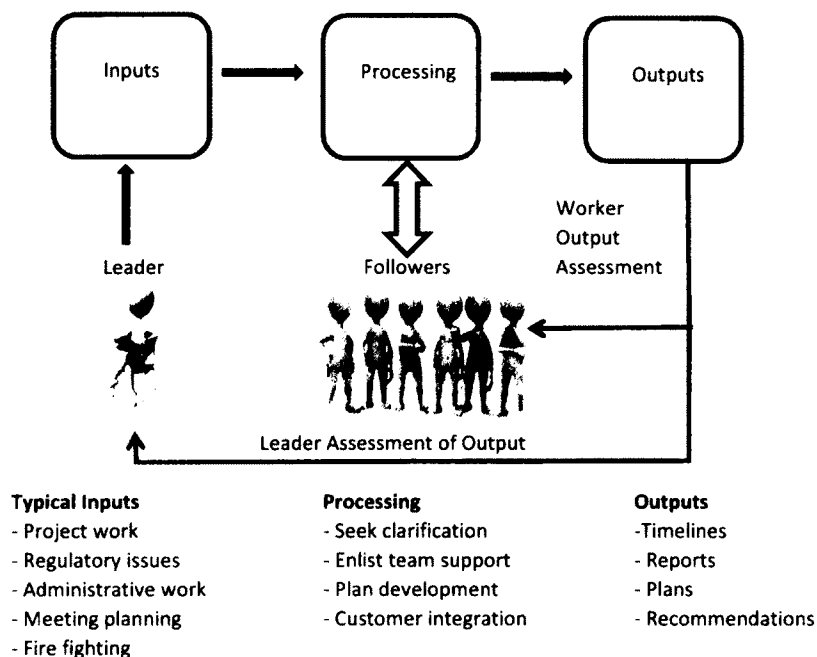 Inputs
Processing
Outputs
Worker
Output
Assessment
Leader
Followers
Leader Assessment of Output
Typical Inputs
- Project work
- Regulatory issues
- Administrative work
- Meeting planning
- Fire fighting
Processing
- Seek clarification
- Enlist team support
- Plan development
- Customer integration
Outputs
-Timelines
- Reports
- Plans
- Recommendations